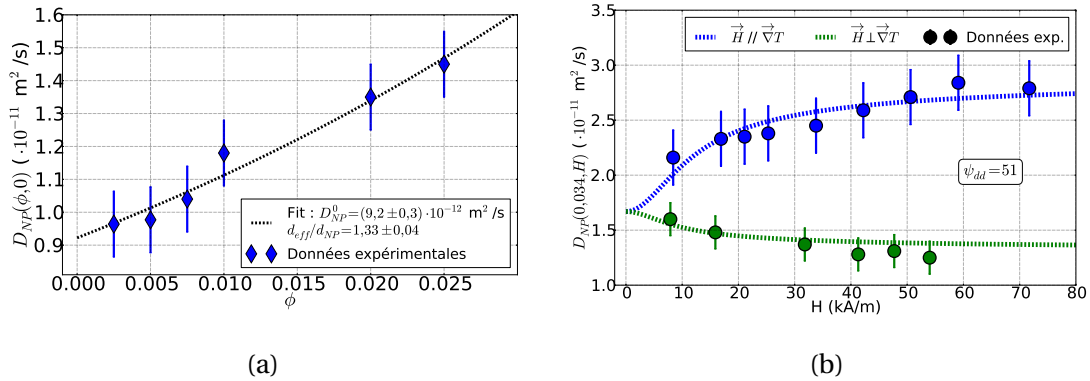 (a)
D_NP(ϕ,0) (·10⁻¹¹ m² /s)
1.6
1.5
1.4
1.3
1.2
1.1
1.0
0.9
Fit : D⁰_NP=(9,2±0,3)·10⁻¹² m² /s
d_eff/d_NP=1,33±0,04
Données expérimentales
0.000 0.005 0.010 0.015 0.020 0.025
ϕ
(b)
D_NP(0,034,H) (·10⁻¹¹ m² /s)
3.5
3.0
2.5
2.0
1.5
1.0
H⃗ // ∇⃗T H⃗⊥∇⃗T Données exp.
ψ_dd=51
0 10 20 30 40 50 60 70 80
H (kA/m)